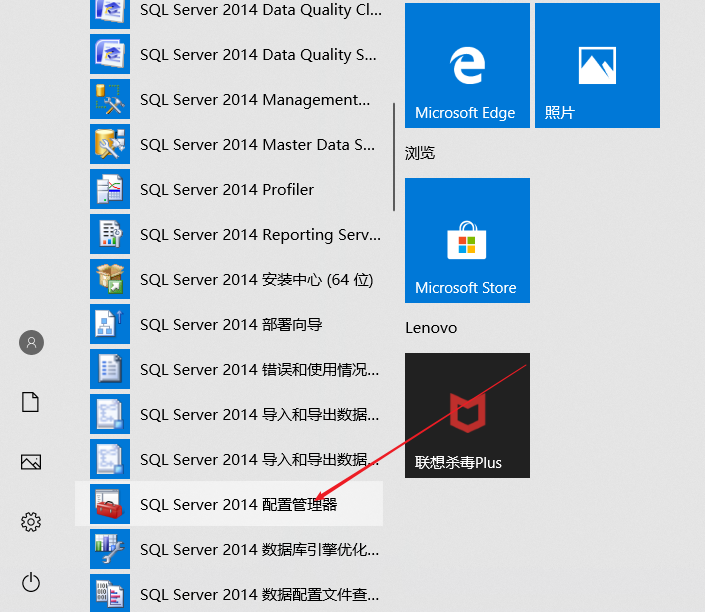 SQL Server 2014 Data Quality Cl...
SQL Server 2014 Data Quality S...
SQL Server 2014 Management...
SQL Server 2014 Master Data S...
SQL Server 2014 Profiler
SQL Server 2014 Reporting Serv...
SQL Server 2014 安装中心 (64 位)
SQL Server 2014 部署向导
SQL Server 2014 错误和使用情况...
SQL Server 2014 导入和导出数据...
SQL Server 2014 导入和导出数据...
SQL Server 2014 配置管理器
SQL Server 2014 数据库引擎优化...
SQL Server 2014 数据配置文件查...
Microsoft Edge
照片
浏览
Microsoft Store
Lenovo
联想杀毒Plus